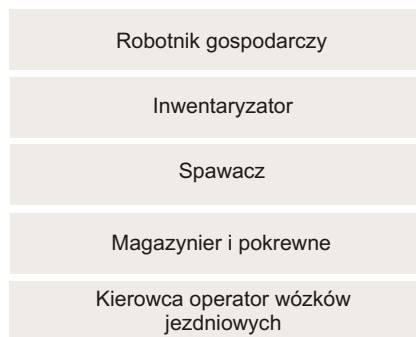 Robotnik gospodarczy
Inwentaryzator
Spawacz
Magazynier i pokrewne
Kierowca operator wózków
jezdniowych